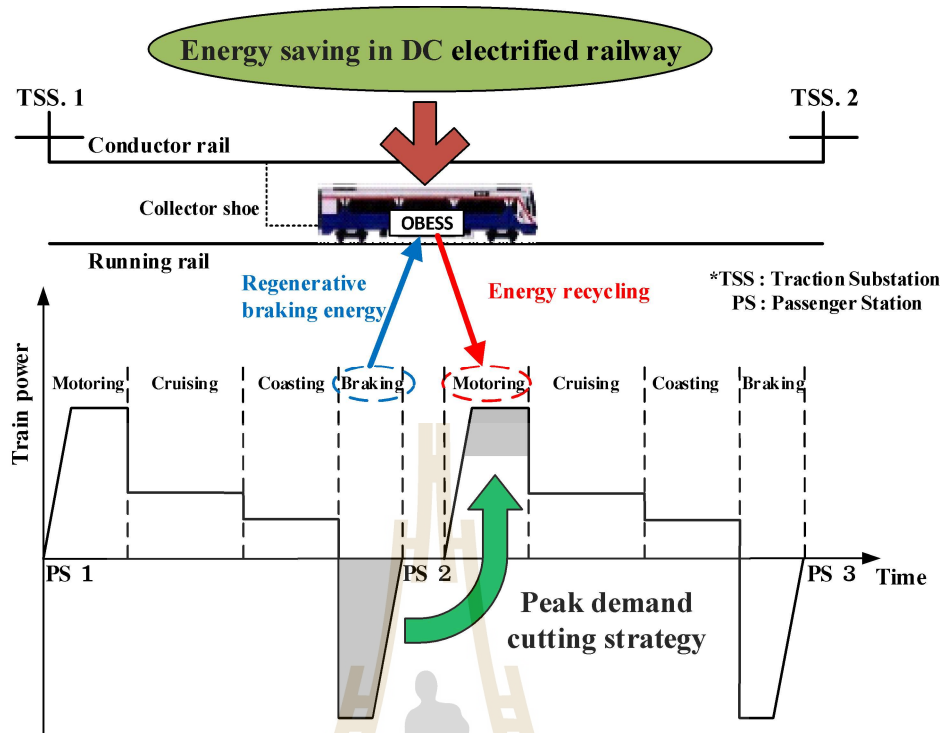 Energy saving in DC electrified railway
TSS. 1
TSS. 2
Conductor rail
Collector shoe
OBESS
Running rail
Regenerative
braking energy
Energy recycling
*TSS : Traction Substation
PS : Passenger Station
Train power
Motoring
Cruising
Coasting
Braking
Motoring
Cruising
Coasting
Braking
PS 1
PS 2
PS 3
Time
Peak demand
cutting strategy